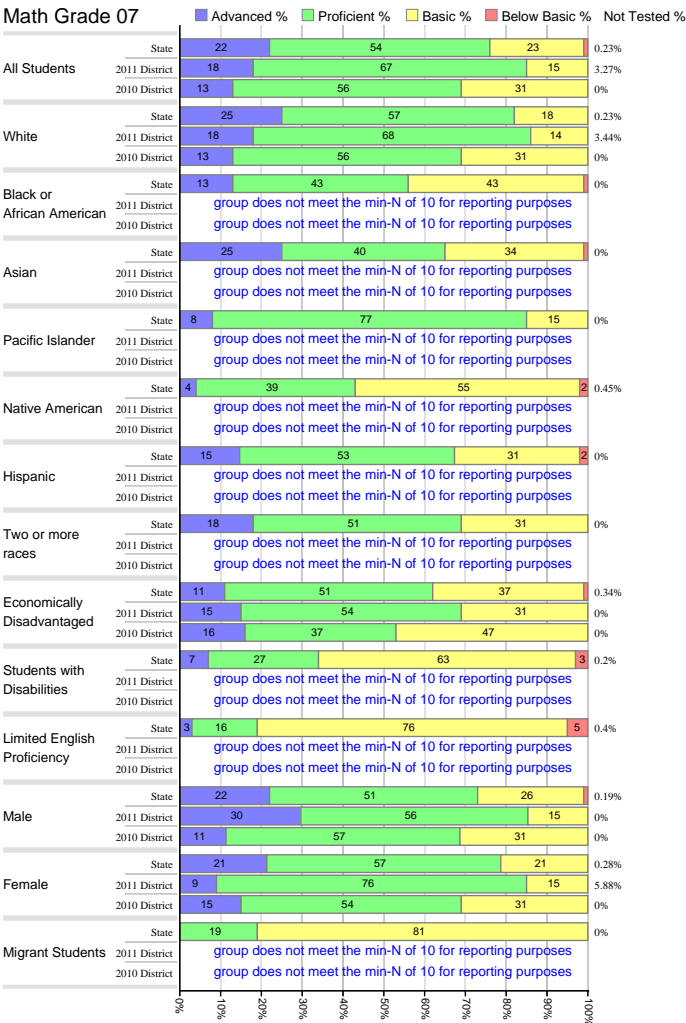 Math Grade 07 Advanced % Proficient % Basic % Below Basic % Not Tested %
State 22 54 23 0.23%
All Students 2011 District 18 67 15 3.27%
2010 District 13 56 31 0%
State 25 57 18 0.23%
White 2011 District 18 68 14 3.44%
2010 District 13 56 31 0%
State 13 43 43 0%
Black or African American 2011 District group does not meet the min-N of 10 for reporting purposes
2010 District group does not meet the min-N of 10 for reporting purposes
State 25 40 34 0%
Asian 2011 District group does not meet the min-N of 10 for reporting purposes
2010 District group does not meet the min-N of 10 for reporting purposes
State 8 77 15 0%
Pacific Islander 2011 District group does not meet the min-N of 10 for reporting purposes
2010 District group does not meet the min-N of 10 for reporting purposes
State 4 39 55 2 0.45%
Native American 2011 District group does not meet the min-N of 10 for reporting purposes
2010 District group does not meet the min-N of 10 for reporting purposes
State 15 53 31 2 0%
Hispanic 2011 District group does not meet the min-N of 10 for reporting purposes
2010 District group does not meet the min-N of 10 for reporting purposes
State 18 51 31 0%
Two or more races 2011 District group does not meet the min-N of 10 for reporting purposes
2010 District group does not meet the min-N of 10 for reporting purposes
State 11 51 37 0.34%
Economically Disadvantaged 2011 District 15 54 31 0%
2010 District 16 37 47 0%
State 7 27 63 3 0.2%
Students with Disabilities 2011 District group does not meet the min-N of 10 for reporting purposes
2010 District group does not meet the min-N of 10 for reporting purposes
State 3 16 76 5 0.4%
Limited English Proficiency 2011 District group does not meet the min-N of 10 for reporting purposes
2010 District group does not meet the min-N of 10 for reporting purposes
State 22 51 26 0.19%
Male 2011 District 30 56 15 0%
2010 District 11 57 31 0%
State 21 57 21 0.28%
Female 2011 District 9 76 15 5.88%
2010 District 15 54 31 0%
State 19 81 0%
Migrant Students 2011 District group does not meet the min-N of 10 for reporting purposes
2010 District group does not meet the min-N of 10 for reporting purposes
0% 10% 20% 30% 40% 50% 60% 70% 80% 90% 100%